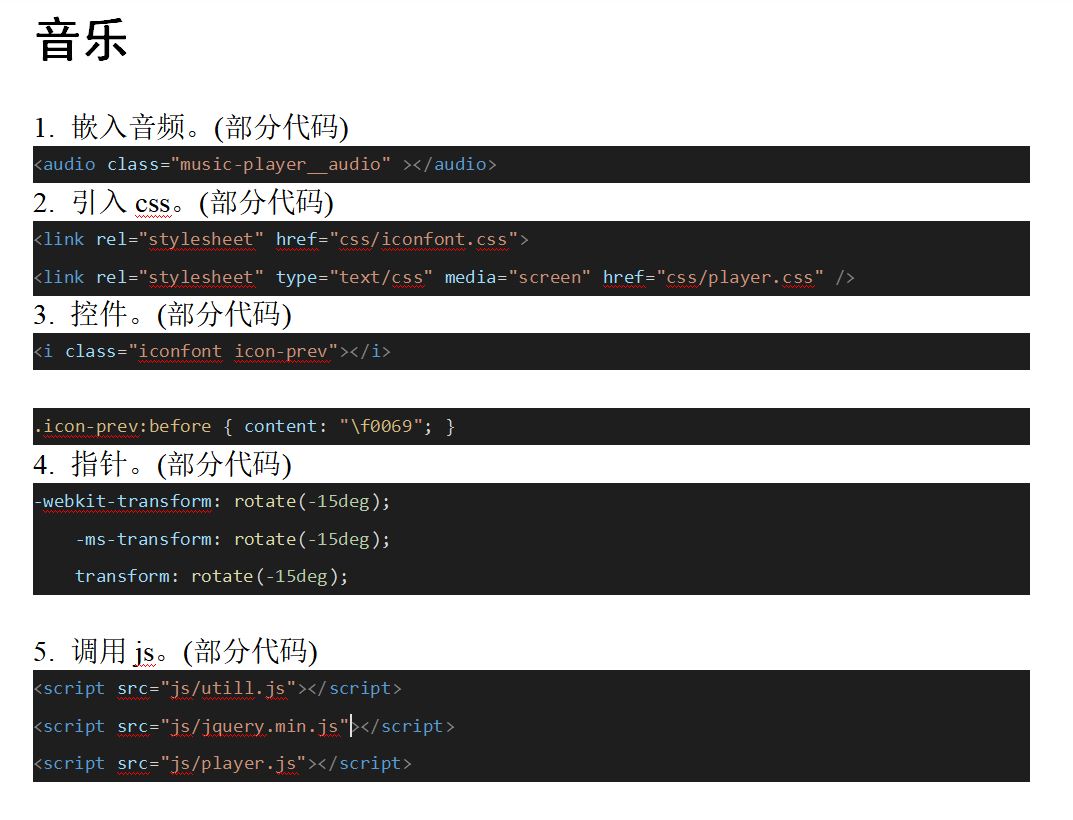 音乐
1. 嵌入音频。(部分代码)
<audio class="music-player__audio" ></audio>
2. 引入 css。(部分代码)
<link rel="stylesheet" href="css/iconfont.css">
<link rel="stylesheet" type="text/css" media="screen" href="css/player.css" />
3. 控件。(部分代码)
<i class="iconfont icon-prev"></i>
.icon-prev:before { content: "\f0069"; }
4. 指针。(部分代码)
-webkit-transform: rotate(-15deg);
-ms-transform: rotate(-15deg);
transform: rotate(-15deg);
5. 调用 js。(部分代码)
<script src="js/utill.js"></script>
<script src="js/jquery.min.js"></script>
<script src="js/player.js"></script>